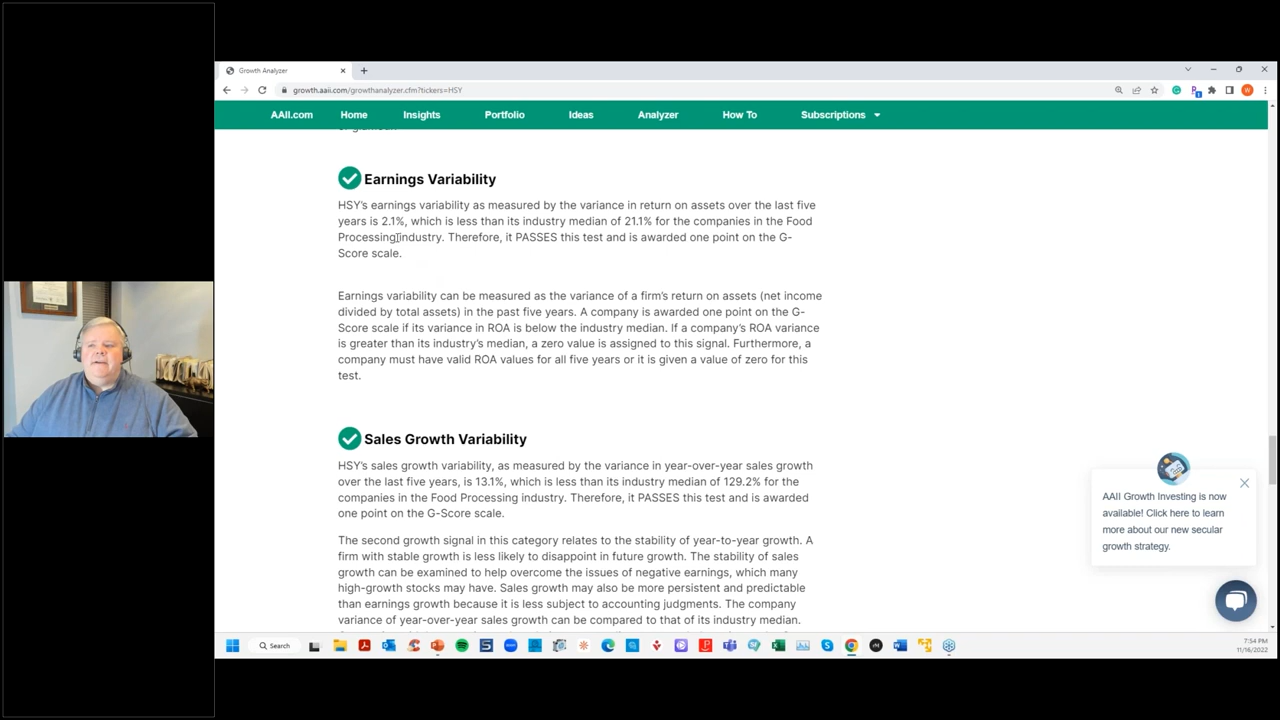 Growth Analyzer
growth.aaii.com/growthanalyzer.cfm?tickers=HSY
AAII.com Home Insights Portfolio Ideas Analyzer How To Subscriptions
Earnings Variability
HSY's earnings variability as measured by the variance in return on assets over the last five
years is 2.1%, which is less than its industry median of 21.1% for the companies in the Food
Processing industry. Therefore, it PASSES this test and is awarded one point on the G-
Score scale.
Earnings variability can be measured as the variance of a firm's return on assets (net income
divided by total assets) in the past five years. A company is awarded one point on the G-
Score scale if its variance in ROA is below the industry median. If a company's ROA variance
is greater than its industry's median, a zero value is assigned to this signal. Furthermore, a
company must have valid ROA values for all five years or it is given a value of zero for this
test.
Sales Growth Variability
HSY's sales growth variability, as measured by the variance in year-over-year sales growth
over the last five years, is 13.1%, which is less than its industry median of 129.2% for the
companies in the Food Processing industry. Therefore, it PASSES this test and is awarded
one point on the G-Score scale.
The second growth signal in this category relates to the stability of year-to-year growth. A
firm with stable growth is less likely to disappoint in future growth. The stability of sales
growth can be examined to help overcome the issues of negative earnings, which many
high-growth stocks may have. Sales growth may also be more persistent and predictable
than earnings growth because it is less subject to accounting judgments. The company
variance of year-over-year sales growth can be compared to that of its industry median.
AAII Growth Investing is now
available! Click here to learn
more about our new secular
growth strategy.
Search
7:54 PM
11/16/2022